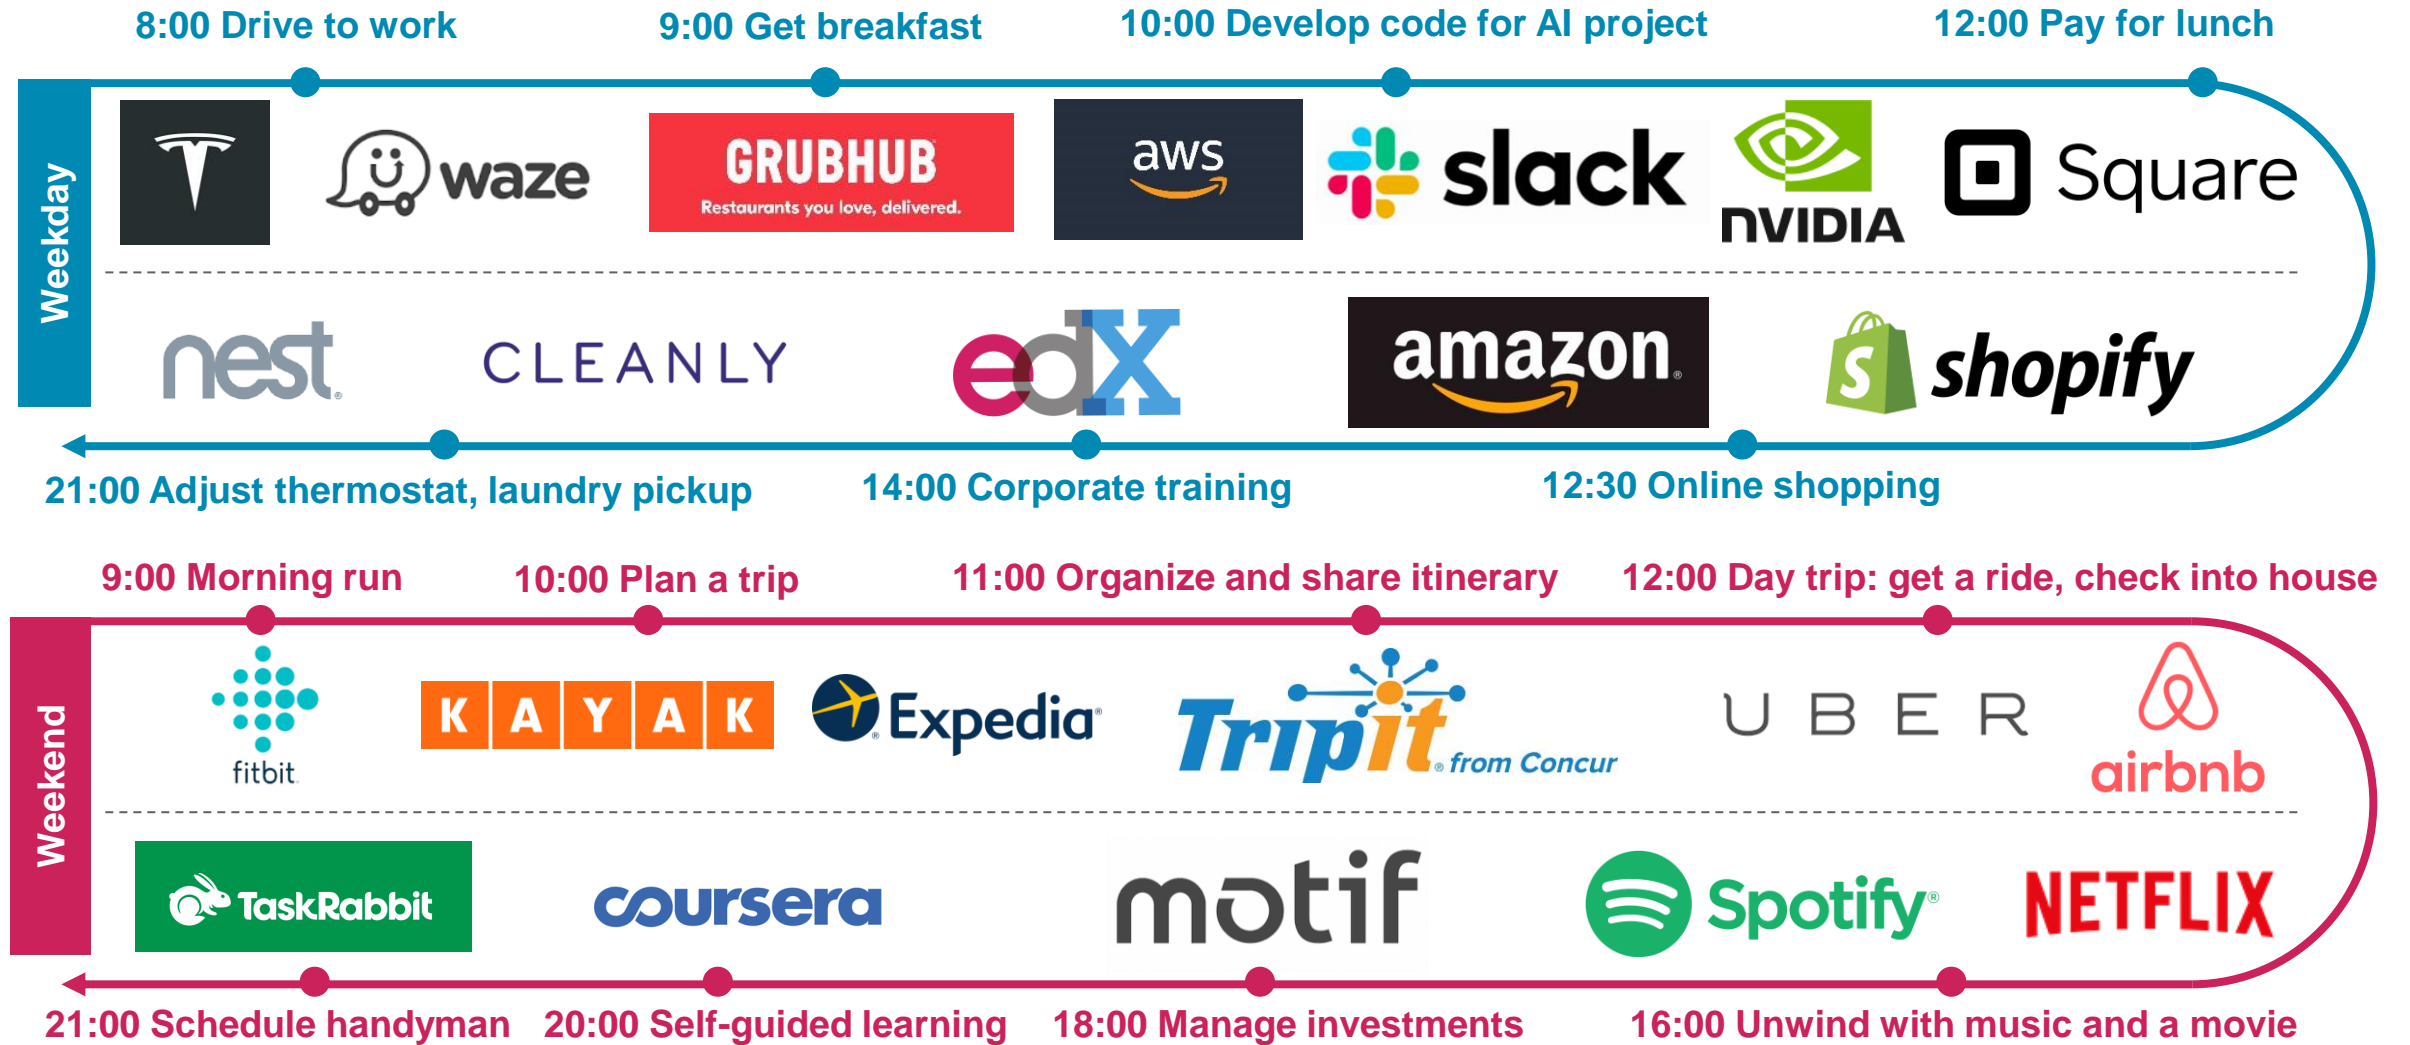 8:00 Drive to work
9:00 Get breakfast
10:00 Develop code for AI project
12:00 Pay for lunch
Weekday
T
waze
GRUBHUB
Restaurants you love, delivered.
aws
slack
nVIDIA
Square
nest®
CLEANLY
edX
amazon®
S
shopify
21:00 Adjust thermostat, laundry pickup
14:00 Corporate training
12:30 Online shopping
9:00 Morning run
10:00 Plan a trip
11:00 Organize and share itinerary
12:00 Day trip: get a ride, check into house
Weekend
fitbit
KAYAK
Expedia®
TripIt® from Concur
UBER
airbnb
TaskRabbit
coursera
motif
Spotify®
NETFLIX
21:00 Schedule handyman
20:00 Self-guided learning
18:00 Manage investments
16:00 Unwind with music and a movie